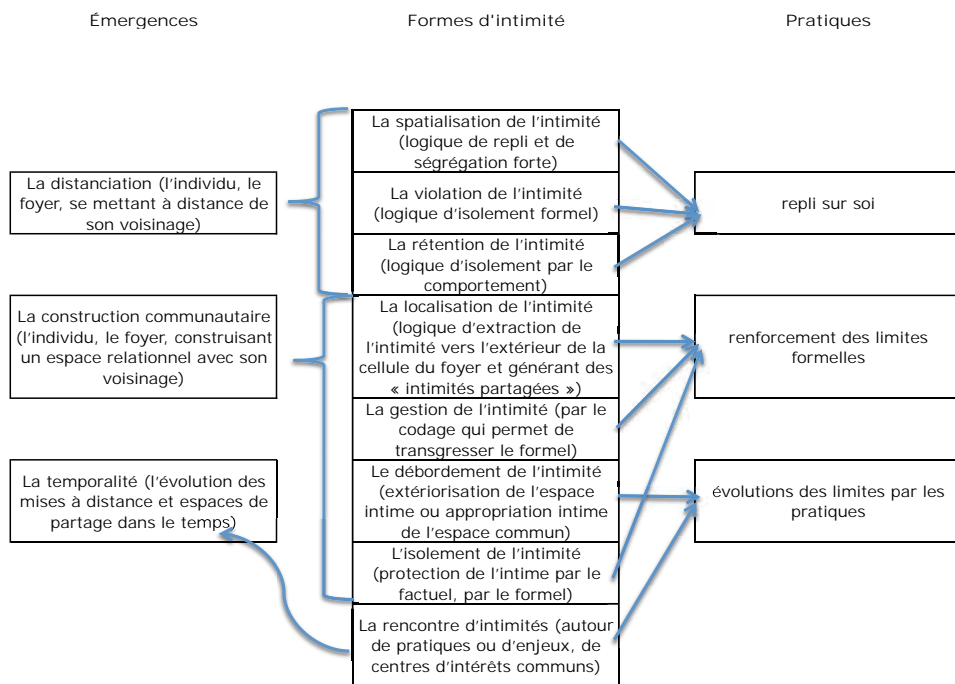 Émergences
Formes d'intimité
Pratiques
La spatialisation de l'intimité
(logique de repli et de
ségrégation forte)
La distanciation (l'individu, le
foyer, se mettant à distance de
son voisinage)
La violation de l'intimité
(logique d'isolement formel)
repli sur soi
La rétention de l'intimité
(logique d'isolement par le
comportement)
La construction communautaire
(l'individu, le foyer, construisant
un espace relationnel avec son
voisinage)
La localisation de l'intimité
(logique d'extraction de
l'intimité vers l'extérieur de la
cellule du foyer et générant des
« intimités partagées »)
renforcement des limites
formelles
La gestion de l'intimité (par le
codage qui permet de
transgresser le formel)
La temporalité (l'évolution des
mises à distance et espaces de
partage dans le temps)
Le débordement de l'intimité
(extériorisation de l'espace
intime ou appropriation intime
de l'espace commun)
évolutions des limites par les
pratiques
L'isolement de l'intimité
(protection de l'intime par le
factuel, par le formel)
La rencontre d'intimités (autour
de pratiques ou d'enjeux, de
centres d'intérêts communs)